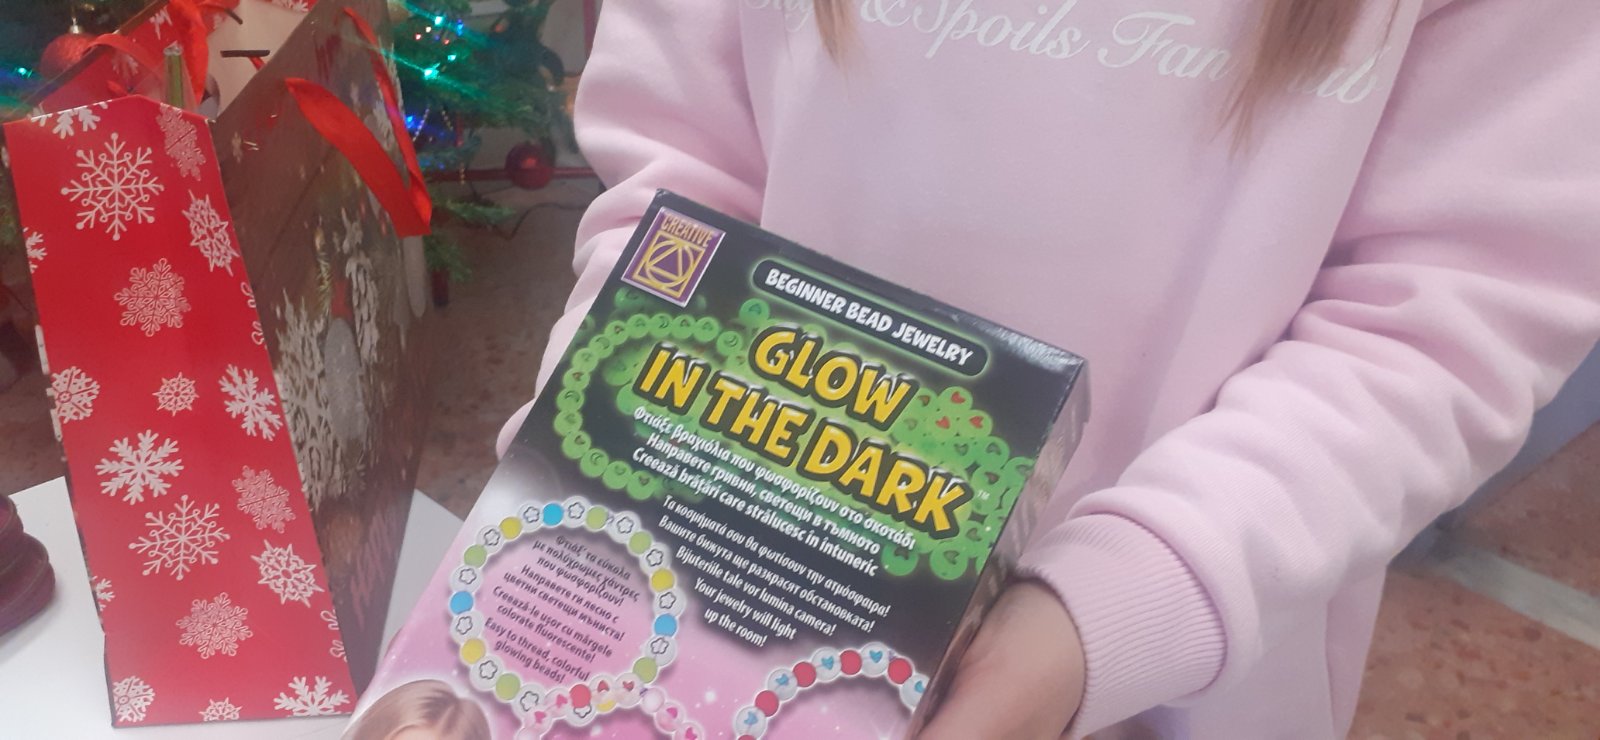 & Spoils Fan
CREATIVE
BEGINNER BEAD JEWELRY
GLOW
IN THE DARK™
Φτιάξε βραχιόλια που φωσφορίζουν στο σκοτάδι
Направете гривни, светещи в тъмното
Creează brățări care strălucesc în intuneric
Τα κοσμήματά σου θα φωτίσουν την ατμόσφαιρα!
Вашите бижута ще разкрасят обстановката!
Bijuteriile tale vor lumina camera!
Your jewelry will light
up the room!
Φτιάξ' τα εύκολα
με πολύχρωμες χάντρες
που φωσφορίζουν!
Направете ги лесно с
цветни светещи мъниста!
Creează-le ușor cu mărgele
colorate fluorescente!
Easy to thread, colorful
glowing beads!